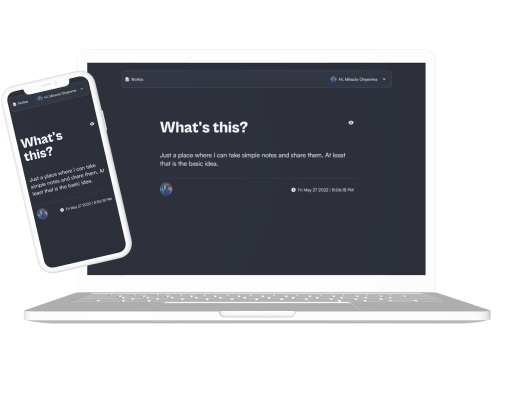 Notes
Hi, Miracle Onyenma
What's this?
Just a place where I can take simple notes and share them. At least
that is the basic idea.
Fri May 27 2022 | 8:06:18 PM
Notes
Hi, Miracle Onyenma
What's
this?
Just a place where I can take
simple notes and share them. At
least that is the basic idea.
Fri May 27 2022 | 8:06:18 PM